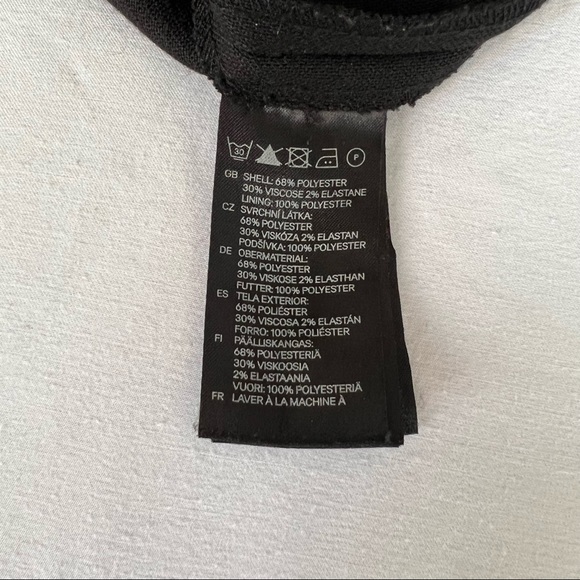 30 P
GB SHELL: 68% POLYESTER
30% VISCOSE 2% ELASTANE
LINING: 100% POLYESTER
CZ SVRCHNÍ LÁTKA:
68% POLYESTER
30% VISKÓZA 2% ELASTAN
PODŠÍVKA: 100% POLYESTER
DE OBERMATERIAL:
68% POLYESTER
30% VISKOSE 2% ELASTHAN
FUTTER: 100% POLYESTER
ES TELA EXTERIOR:
68% POLIÉSTER
30% VISCOSA 2% ELASTÁN
FORRO: 100% POLIÉSTER
FI PÄÄLLISKANGAS:
68% POLYESTERIÄ
30% VISKOOSIA
2% ELASTAANIA
VUORI: 100% POLYESTERIÄ
FR LAVER À LA MACHINE À